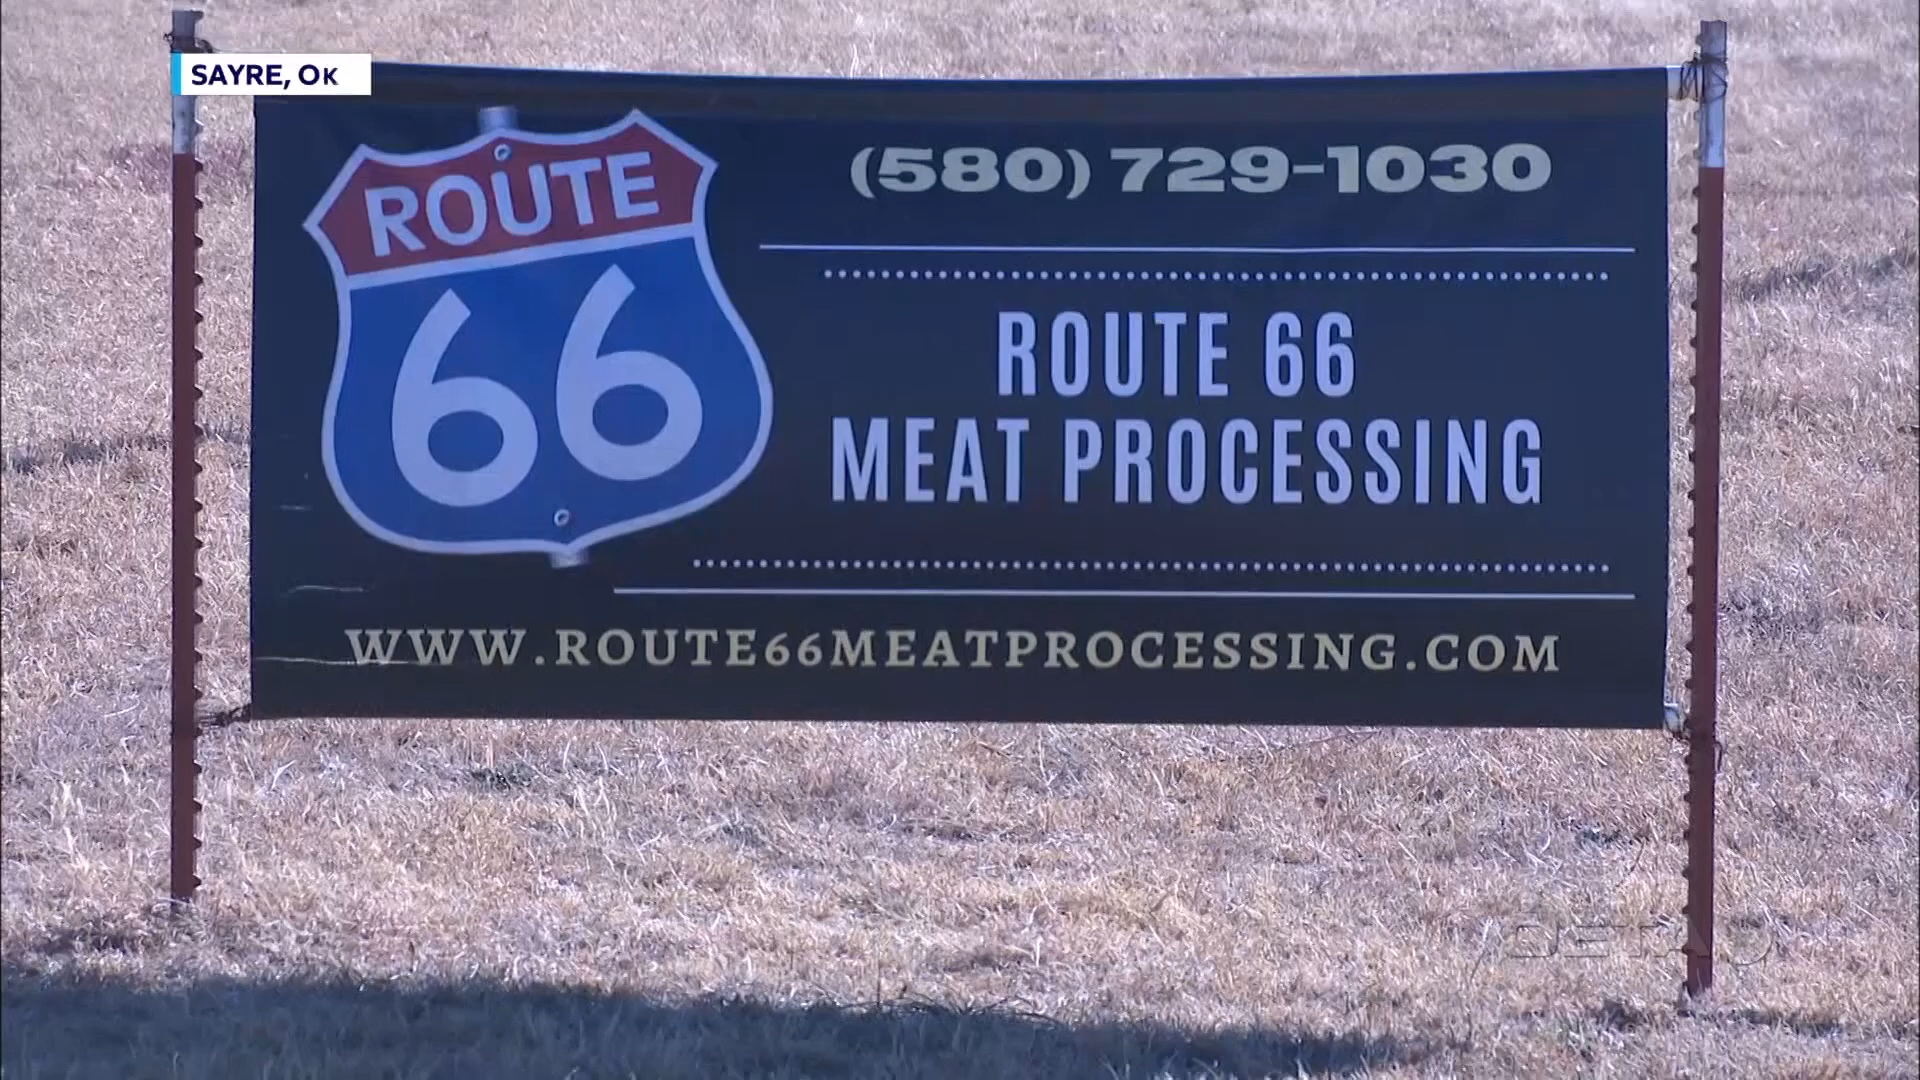 SAYRE, OK
ROUTE
66
(580) 729-1030
ROUTE 66
MEAT PROCESSING
WWW.ROUTE66MEATPROCESSING.COM